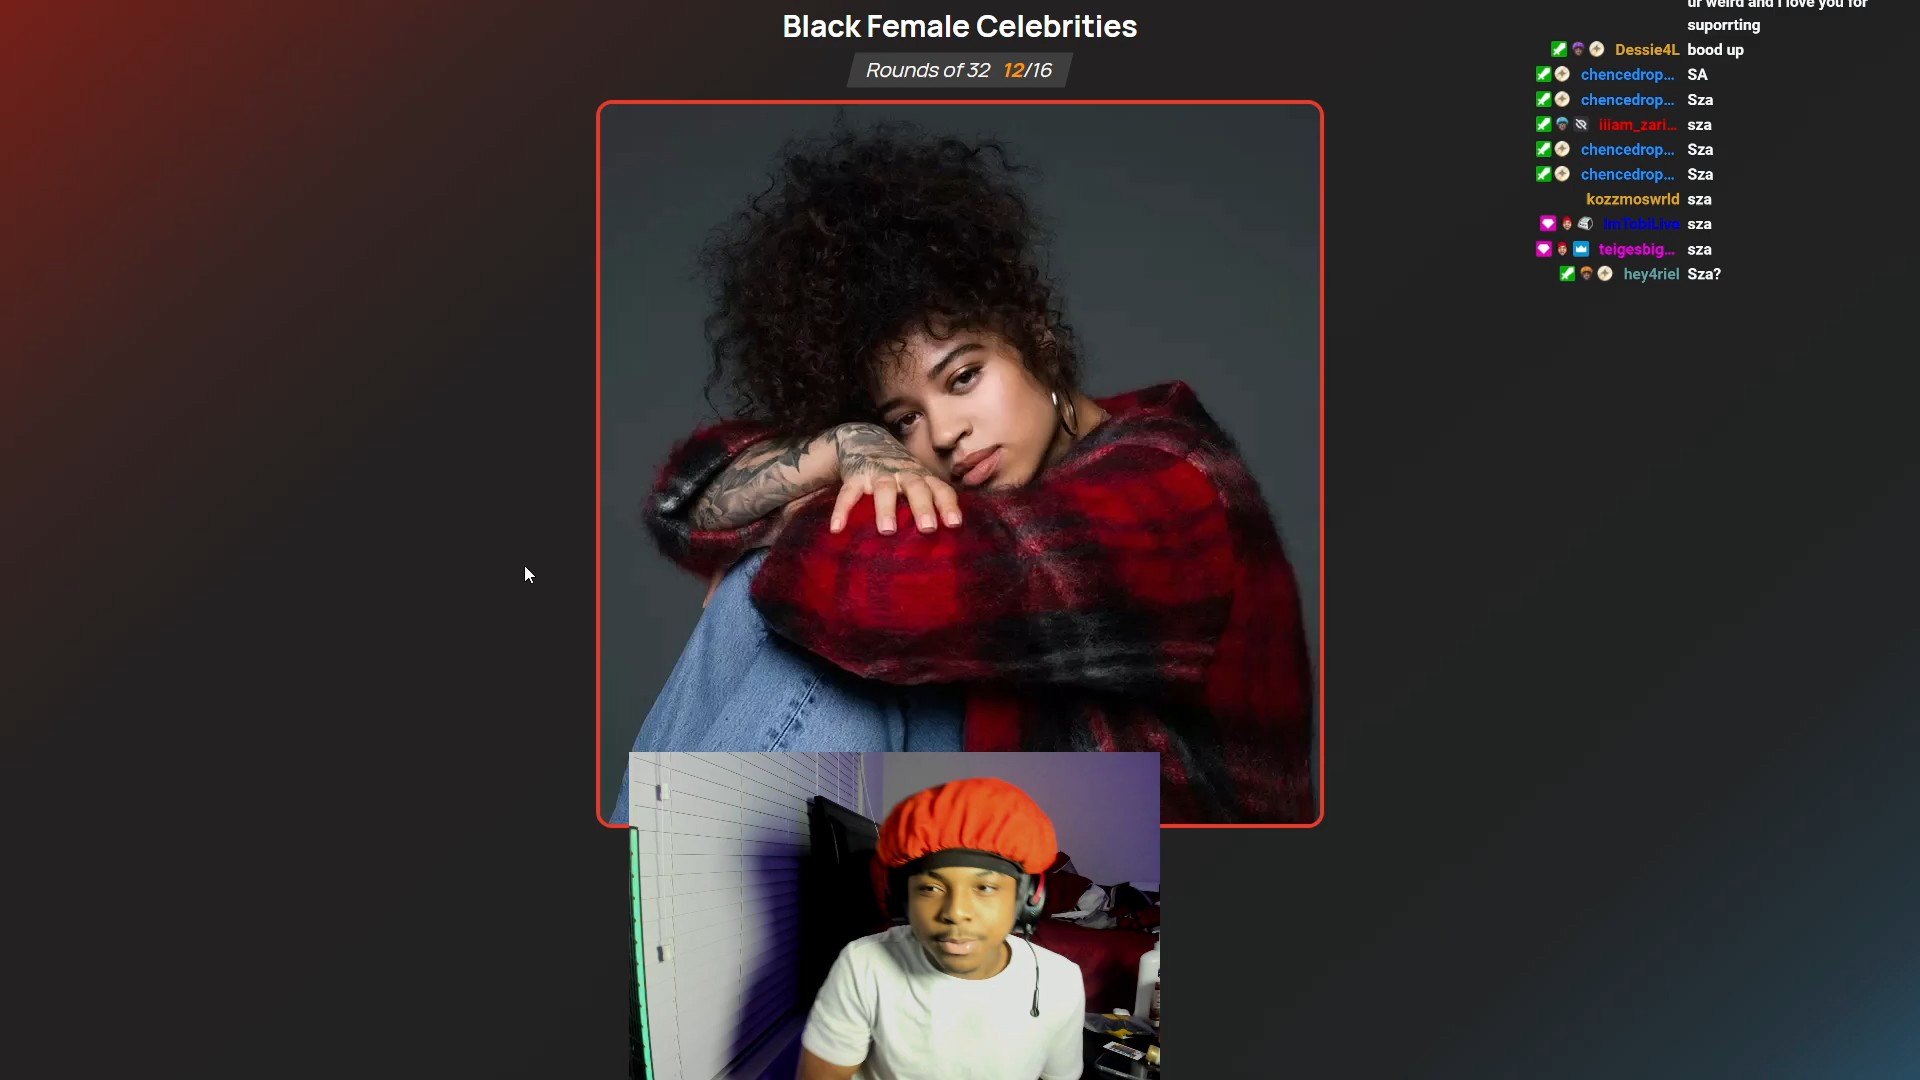 Black Female Celebrities
Rounds of 32 12/16
ur weird and i love you for
suporrting
Dessie4L bood up
chencedrop... SA
chencedrop... Sza
iiiam_zari... sza
chencedrop... Sza
chencedrop... Sza
kozzmoswrld sza
ImTobiLive sza
teigesbig... sza
hey4riel Sza?